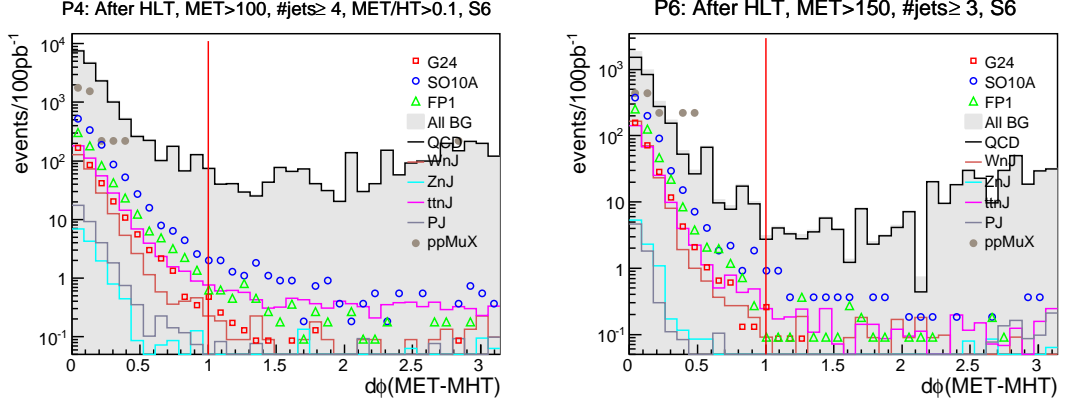 P4: After HLT, MET>100, #jets≥ 4, MET/HT>0.1, S6
events/100pb⁻¹
10⁴
10³
10²
10
1
10⁻¹
G24
SO10A
FP1
All BG
QCD
WnJ
ZnJ
ttnJ
PJ
ppMuX
0 0.5 1 1.5 2 2.5 3
dϕ(MET-MHT)
P6: After HLT, MET>150, #jets≥ 3, S6
events/100pb⁻¹
10³
10²
10
1
10⁻¹
G24
SO10A
FP1
All BG
QCD
WnJ
ZnJ
ttnJ
PJ
ppMuX
0 0.5 1 1.5 2 2.5 3
dϕ(MET-MHT)